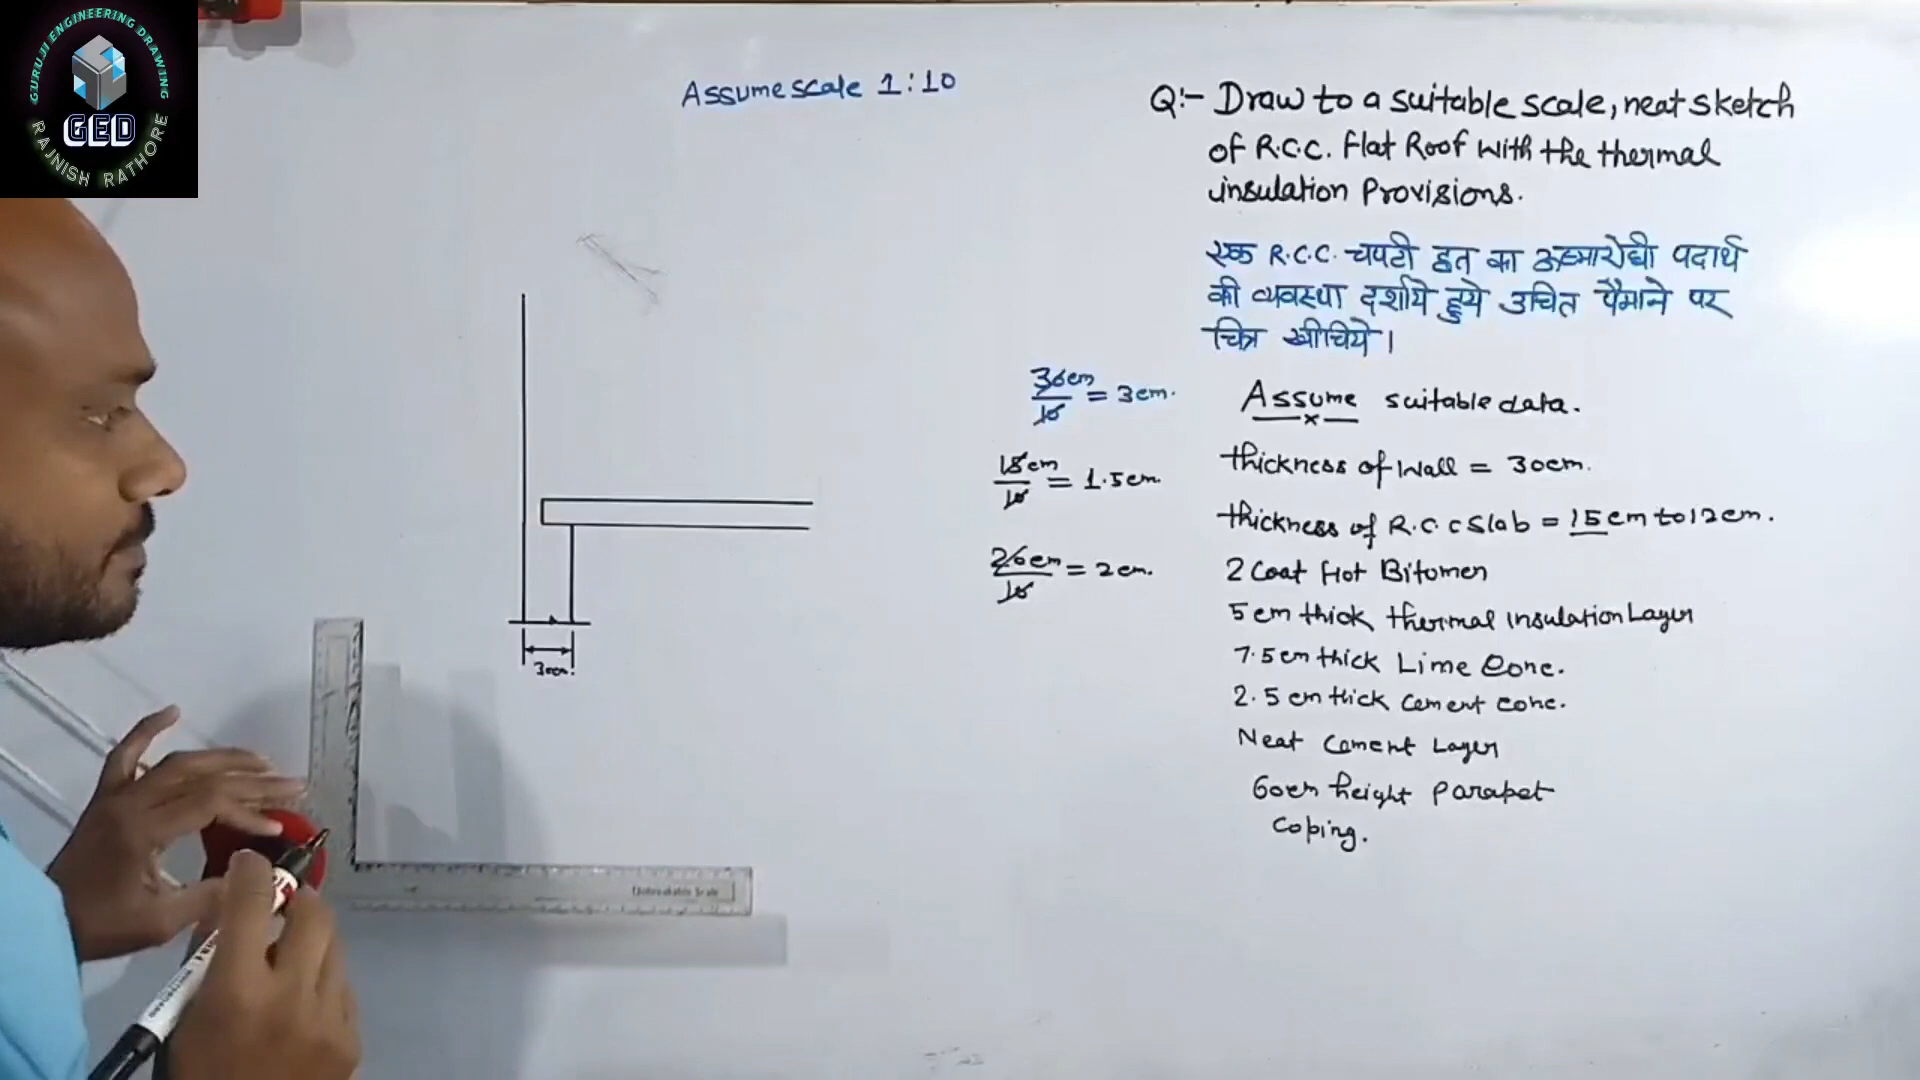 GURUJI ENGINEERING DRAWING
GED
RAJNISH RATHORE
Assume scale 1:10
Q:- Draw to a suitable scale, neat sketch
of R.C.C. flat Roof with the thermal
insulation Provisions.
एक R.C.C. चपटी छत का ऊष्मारोधी पदार्थ
की व्यवस्था दर्शाये हुये उचित पैमाने पर
चित्र खीचिये।
30cm/10 = 3cm.
Assume suitable data.
15cm/10 = 1.5cm.
thickness of wall = 30cm.
thickness of R.C.C Slab = 15cm to 12cm.
20cm/10 = 2cm.
2 Coat Hot Bitumen
5cm thick thermal insulation Layer
7.5cm thick Lime Conc.
2.5cm thick cement conc.
Neat Cement Layer
60cm height Parapet
Coping.
30cm.
Unbreakable Scale